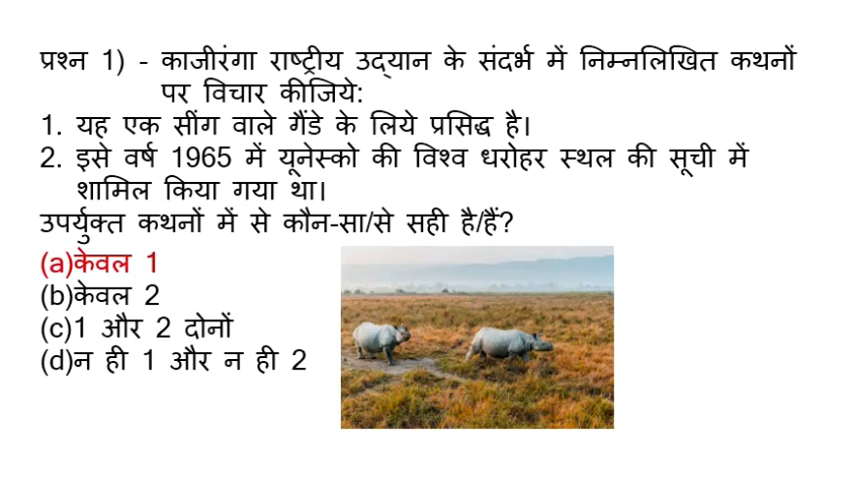 प्रश्न 1) - काजीरंगा राष्ट्रीय उद्यान के संदर्भ में निम्नलिखित कथनों
पर विचार कीजिये:
1. यह एक सींग वाले गैंडे के लिये प्रसिद्ध है।
2. इसे वर्ष 1965 में यूनेस्को की विश्व धरोहर स्थल की सूची में
शामिल किया गया था।
उपर्युक्त कथनों में से कौन-सा/से सही है/हैं?
(a)केवल 1
(b)केवल 2
(c)1 और 2 दोनों
(d)न ही 1 और न ही 2